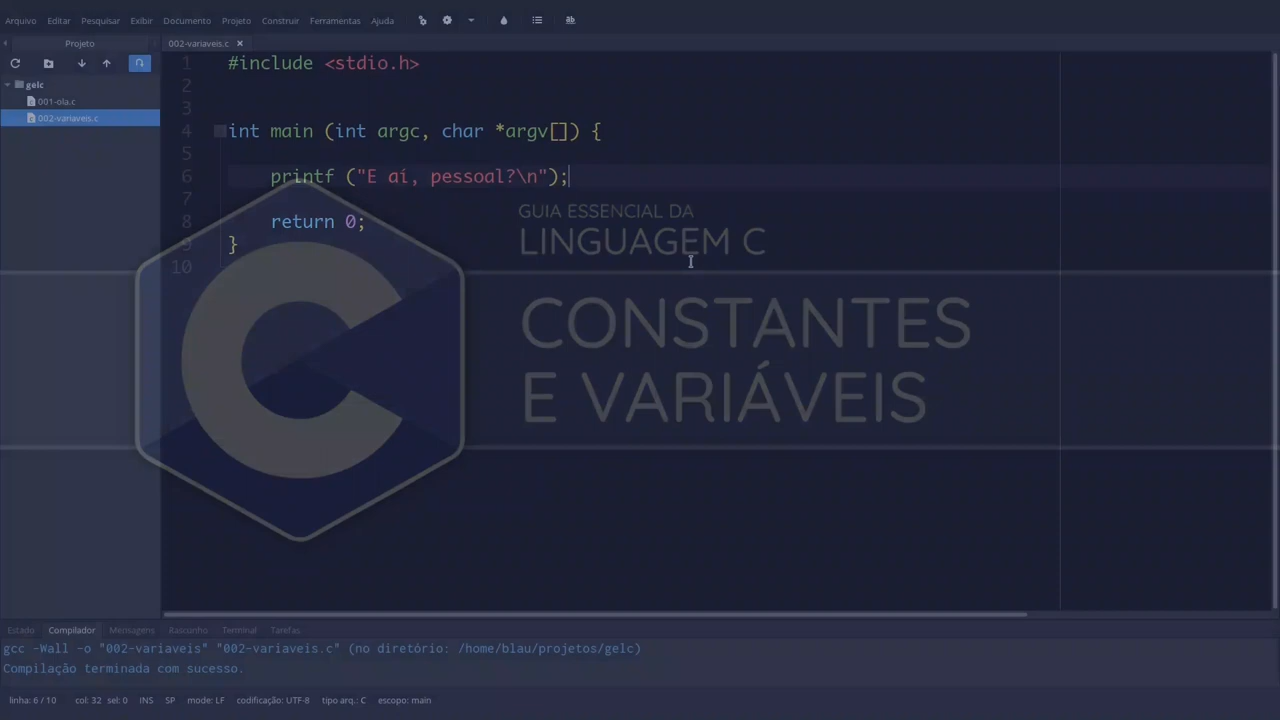 Arquivo Editar Pesquisar Exibir Documento Projeto Construir Ferramentas Ajuda
Projeto
002-variaveis.c ×
gelc
001-ola.c
002-variaveis.c
1 #include <stdio.h>
2
3
4 int main (int argc, char *argv[]) {
5
6 printf ("E aí, pessoal?\n");
7
8 return 0;
9 }
10
GUIA ESSENCIAL DA
LINGUAGEM C
CONSTANTES
E VARIÁVEIS
Estado Compilador Mensagens Rascunho Terminal Tarefas
gcc -Wall -o "002-variaveis" "002-variaveis.c" (no diretório: /home/blau/projetos/gelc)
Compilação terminada com sucesso.
linha: 6 / 10 col: 32 sel: 0 INS SP mode: LF codificação: UTF-8 tipo arq.: C escopo: main